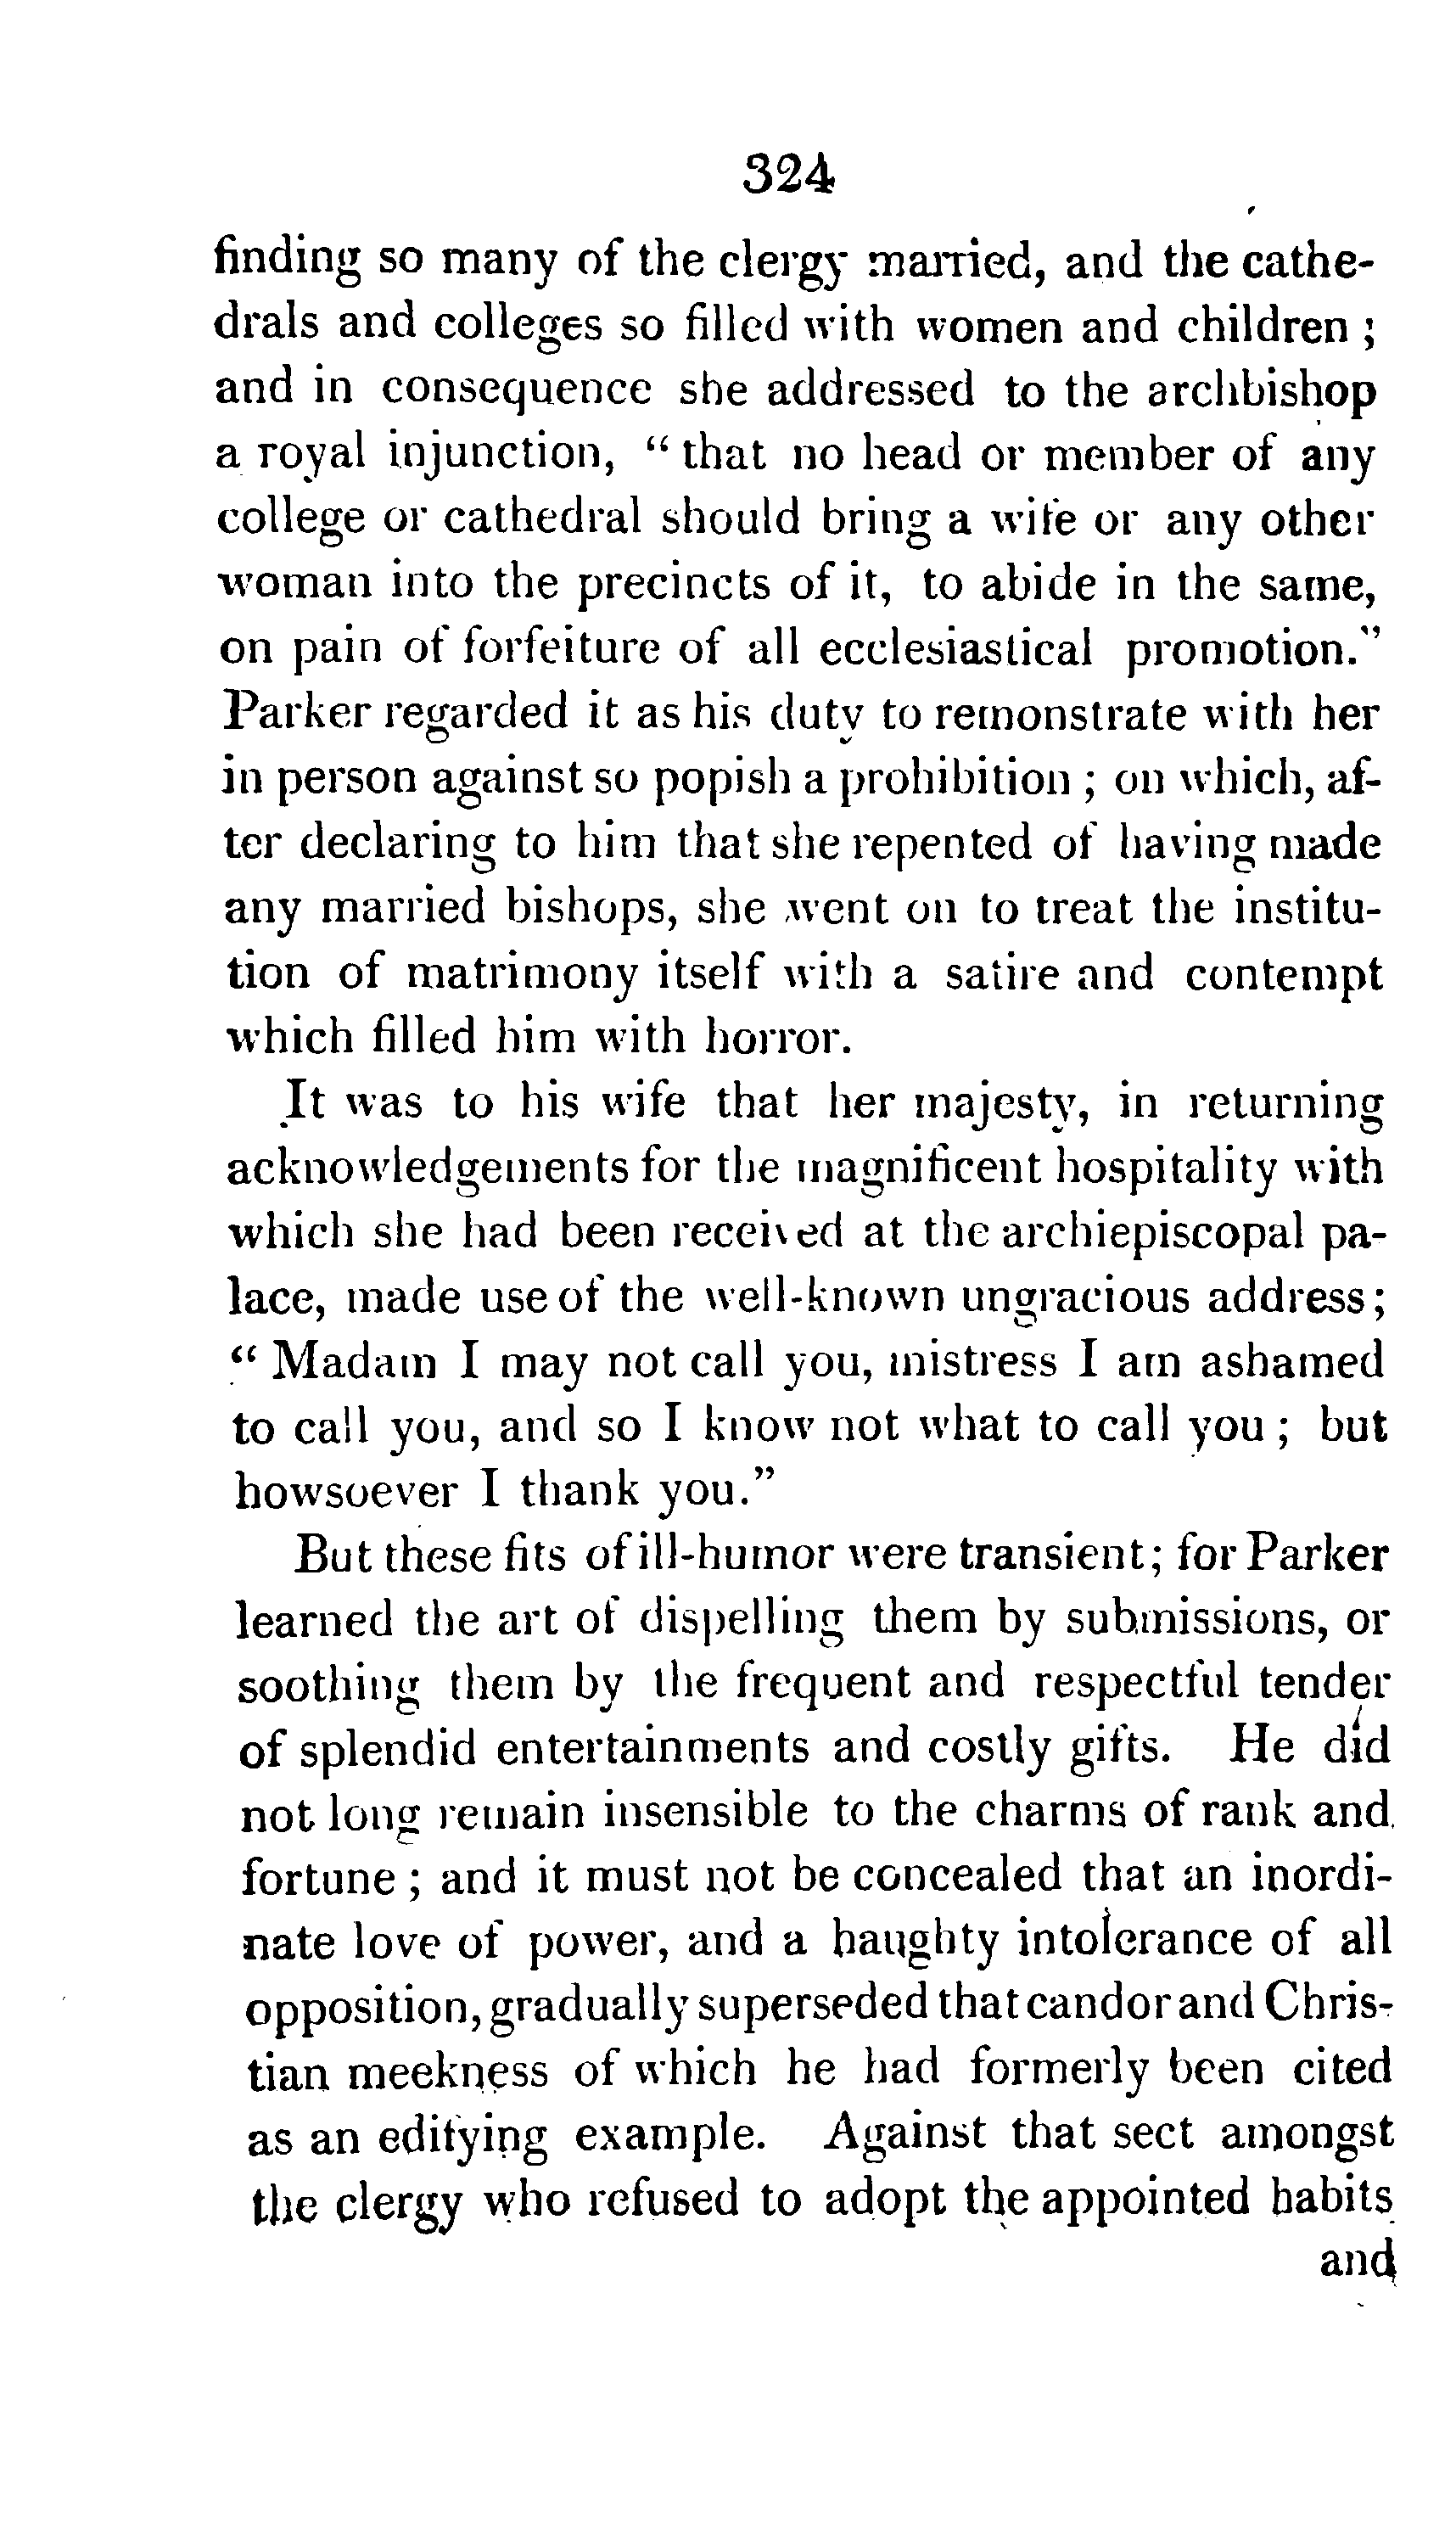 324
finding so many of the clergy married, and the cathe-
drals and colleges so filled with women and children ;
and in consequence she addressed to the archbishop
a royal injunction, “ that no head or member of any
college or cathedral should bring a wife or any other
woman into the precincts of it, to abide in the same,
on pain of forfeiture of all ecclesiastical promotion.”
Parker regarded it as his duty to remonstrate with her
in person against so popish a prohibition ; on which, af-
ter declaring to him that she repented of having made
any married bishops, she went on to treat the institu-
tion of matrimony itself with a satire and contempt
which filled him with horror.
It was to his wife that her majesty, in returning
acknowledgements for the magnificent hospitality with
which she had been received at the archiepiscopal pa-
lace, made use of the well-known ungracious address;
“ Madam I may not call you, mistress I am ashamed
to call you, and so I know not what to call you ; but
howsoever I thank you.”
But these fits of ill-humor were transient; for Parker
learned the art of dispelling them by submissions, or
soothing them by the frequent and respectful tender
of splendid entertainments and costly gifts. He did
not long remain insensible to the charms of rank and
fortune ; and it must not be concealed that an inordi-
nate love of power, and a haughty intolerance of all
opposition, gradually superseded that candor and Chris-
tian meekness of which he had formerly been cited
as an edifying example. Against that sect amongst
the clergy who refused to adopt the appointed habits
and